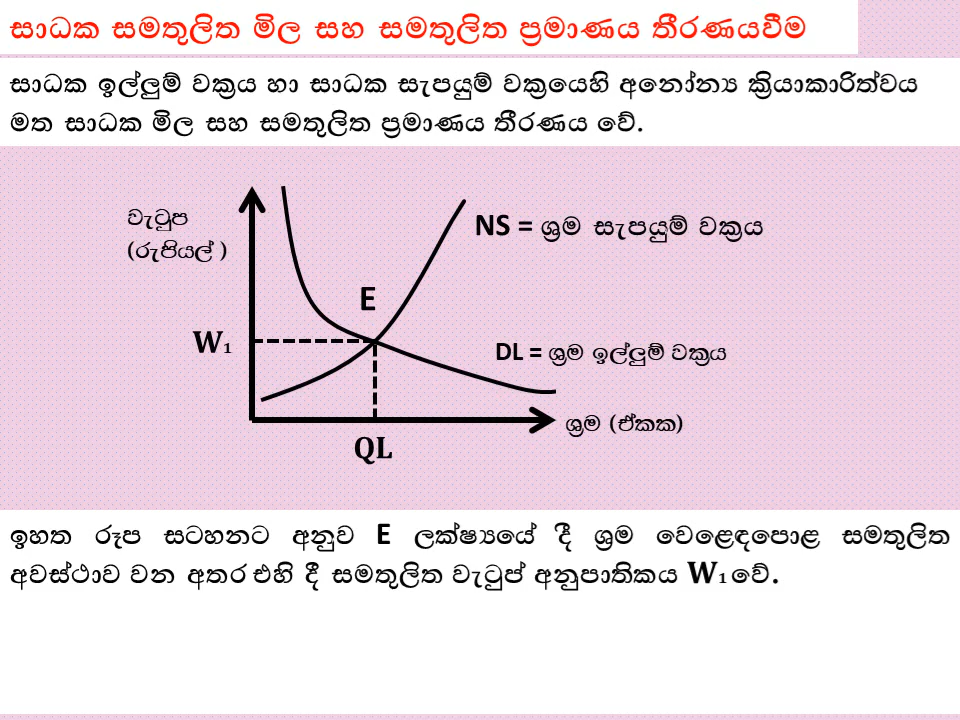 සාධක සමතුලිත මිල සහ සමතුලිත ප්‍රමාණය තීරණයවීම
සාධක ඉල්ලුම් වක්‍රය හා සාධක සැපයුම් වක්‍රයෙහි අනෝන්‍ය ක්‍රියාකාරිත්වය
මත සාධක මිල සහ සමතුලිත ප්‍රමාණය තීරණය වේ.
වැටුප
(රුපියල් )
NS = ශ්‍රම සැපයුම් වක්‍රය
E
W₁
DL = ශ්‍රම ඉල්ලුම් වක්‍රය
ශ්‍රම (ඒකක)
QL
ඉහත රූප සටහනට අනුව E ලක්ෂ්‍යයේ දී ශ්‍රම වෙළෙඳපොළ සමතුලිත
අවස්ථාව වන අතර එහි දී සමතුලිත වැටුප් අනුපාතිකය W₁ වේ.